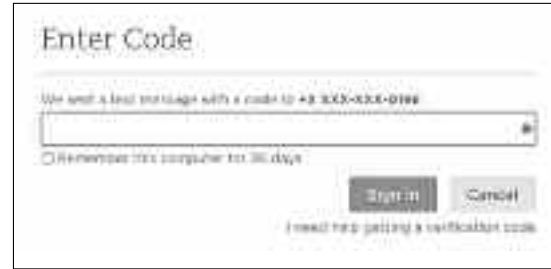 Enter Code
We sent a text message with a code to +X XXX-XXX-0166
Remember this computer for 30 days
Sign in Cancel
I need help getting a verification code